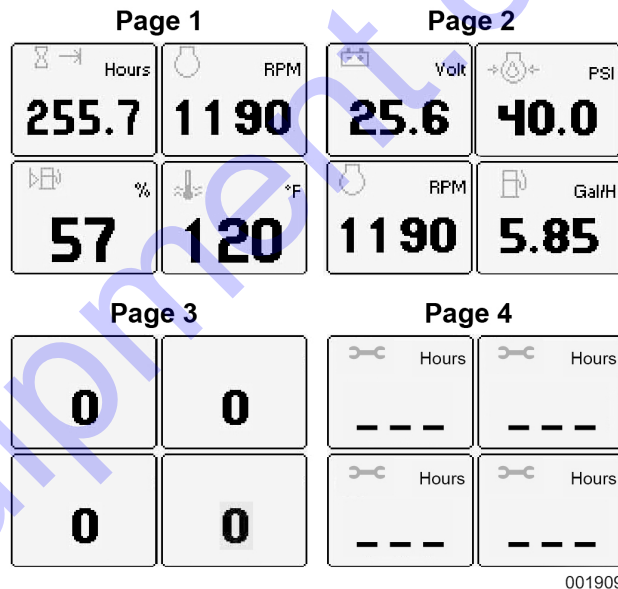 Page 1
Page 2
Hours
RPM
Volt
PSI
255.7
1190
25.6
40.0
%
°F
RPM
Gal/H
57
120
1190
5.85
Page 3
Page 4
0
0
Hours
Hours
_ _ _
_ _ _
0
0
Hours
Hours
_ _ _
_ _ _